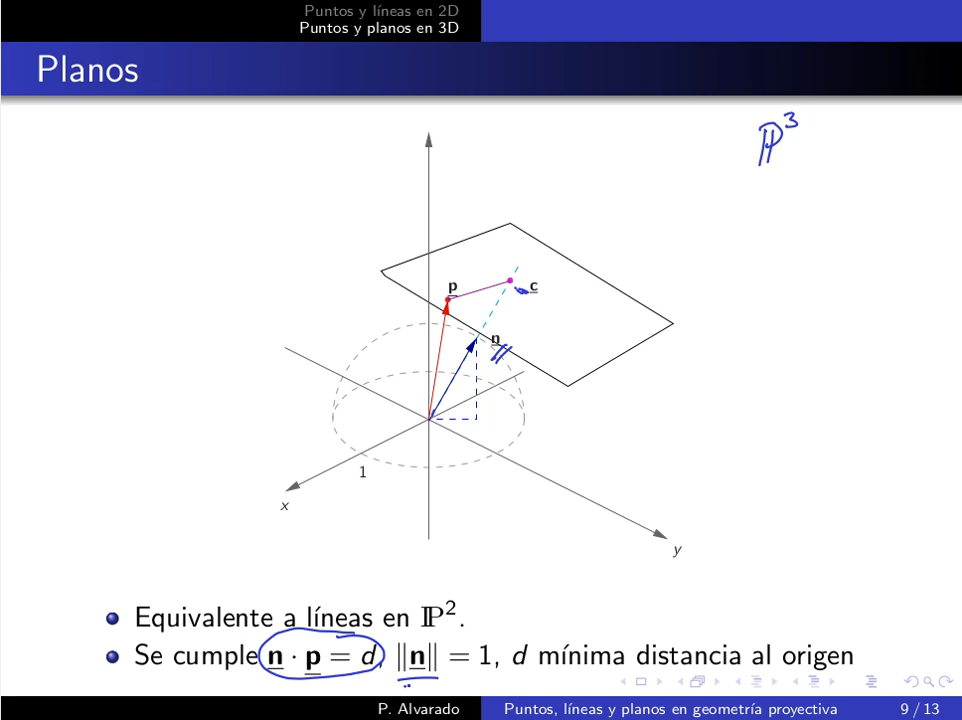 Puntos y líneas en 2D
Puntos y planos en 3D
Planos
ℙ³
p
c
n
1
x
y
Equivalente a líneas en ℙ².
Se cumple n · p = d, ‖n‖ = 1, d mínima distancia al origen
P. Alvarado
Puntos, líneas y planos en geometría proyectiva
9 / 13